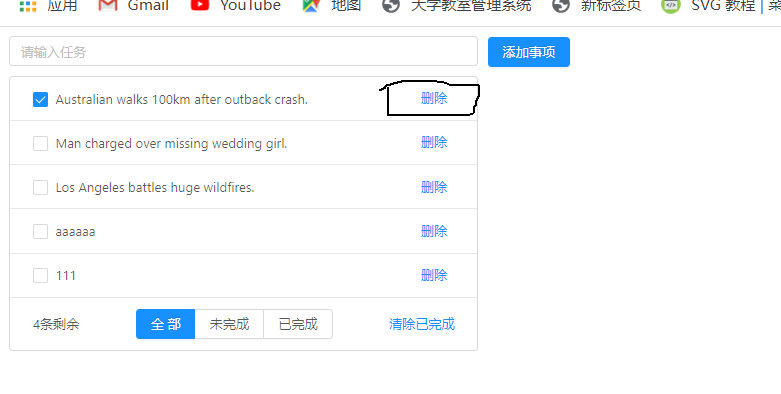 应用 Gmail YouTube 地图 大学教室管理系统 新标签页 SVG 教程 |
请输入任务 添加事项
Australian walks 100km after outback crash. 删除
Man charged over missing wedding girl. 删除
Los Angeles battles huge wildfires. 删除
aaaaaa 删除
111 删除
4条剩余 全部 未完成 已完成 清除已完成